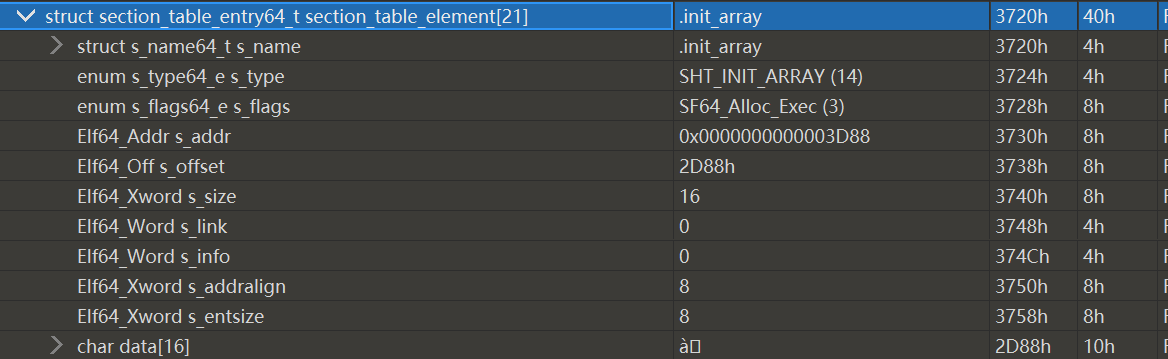 struct section_table_entry64_t section_table_element[21] .init_array 3720h 40h
struct s_name64_t s_name .init_array 3720h 4h
enum s_type64_e s_type SHT_INIT_ARRAY (14) 3724h 4h
enum s_flags64_e s_flags SF64_Alloc_Exec (3) 3728h 8h
Elf64_Addr s_addr 0x0000000000003D88 3730h 8h
Elf64_Off s_offset 2D88h 3738h 8h
Elf64_Xword s_size 16 3740h 8h
Elf64_Word s_link 0 3748h 4h
Elf64_Word s_info 0 374Ch 4h
Elf64_Xword s_addralign 8 3750h 8h
Elf64_Xword s_entsize 8 3758h 8h
char data[16] à 2D88h 10h